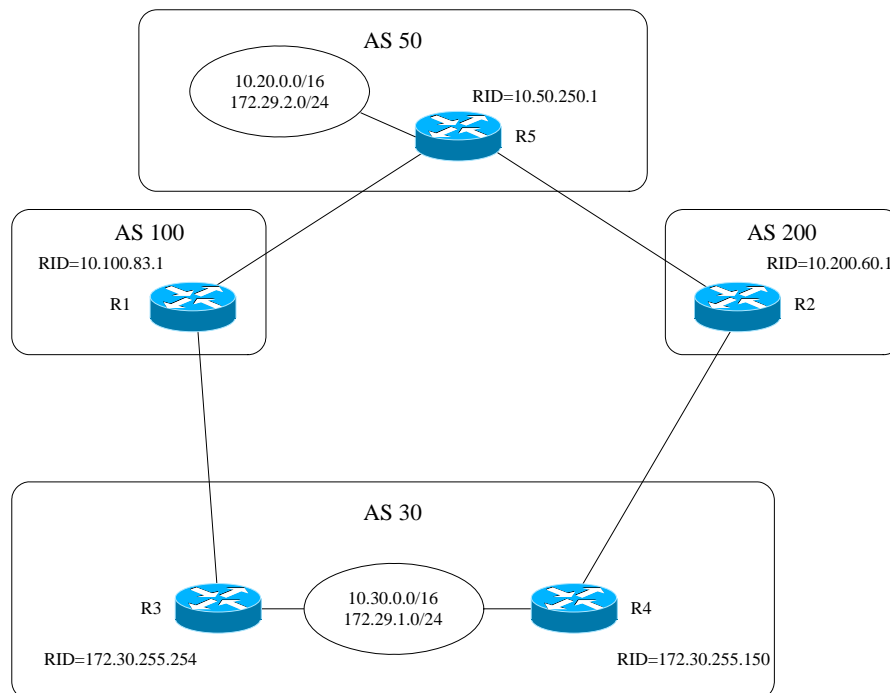 AS 50
10.20.0.0/16
172.29.2.0/24
RID=10.50.250.1
R5
AS 100
RID=10.100.83.1
R1
AS 200
RID=10.200.60.1
R2
AS 30
10.30.0.0/16
172.29.1.0/24
R3
R4
RID=172.30.255.254
RID=172.30.255.150